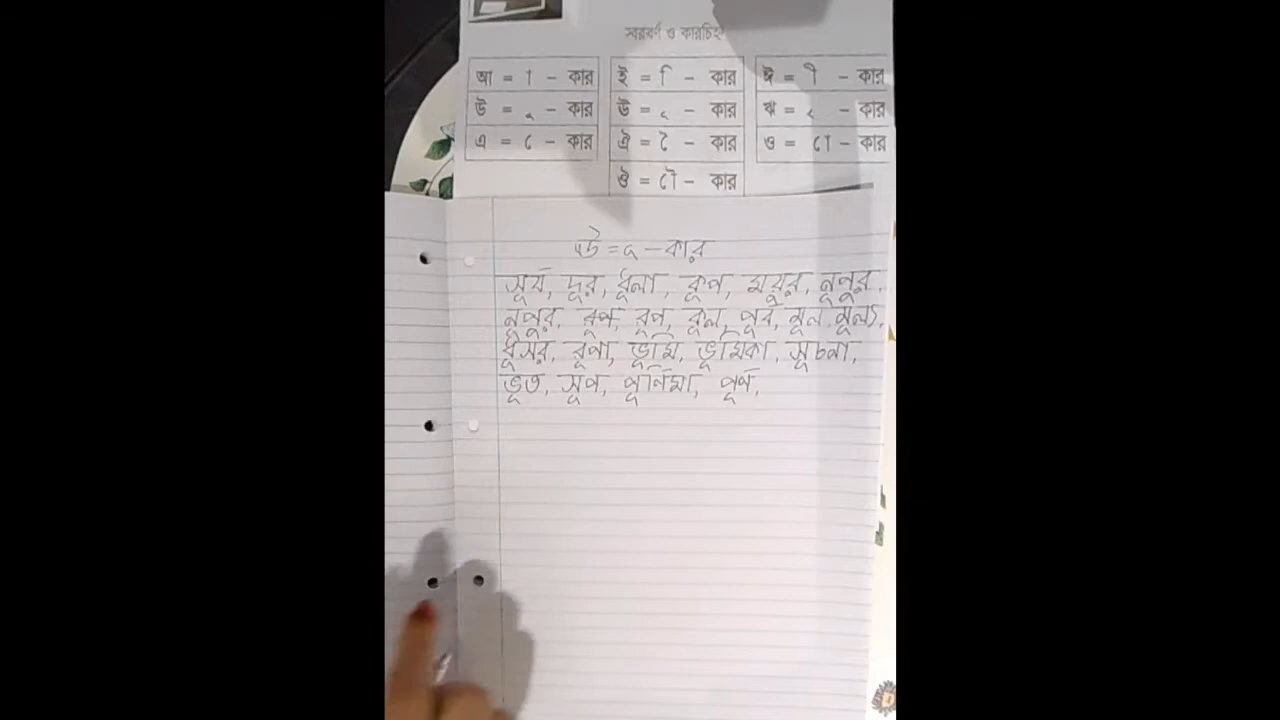 স্বরবর্ণ ও কারচিহ্ন
আ = া - কার ই = ি - কার ঈ = ী - কার
উ = ু - কার ঊ = ূ - কার ঋ = ৃ - কার
এ = ে - কার ঐ = ৈ - কার ও = ো - কার
ঔ = ৌ - কার
ঊ = ূ - কার
সূর্য, দূর, ধূলা, কূপ, ময়ূর, নূপুর,
নূপুর, রূপ, রূপ, কূল, পূর্ব, মূল, মূল্য,
ধূসর, রূপা, ভূমি, ভূমিকা, সূচনা,
ভূত, সূপ, পূর্ণিমা, পূর্ণ,